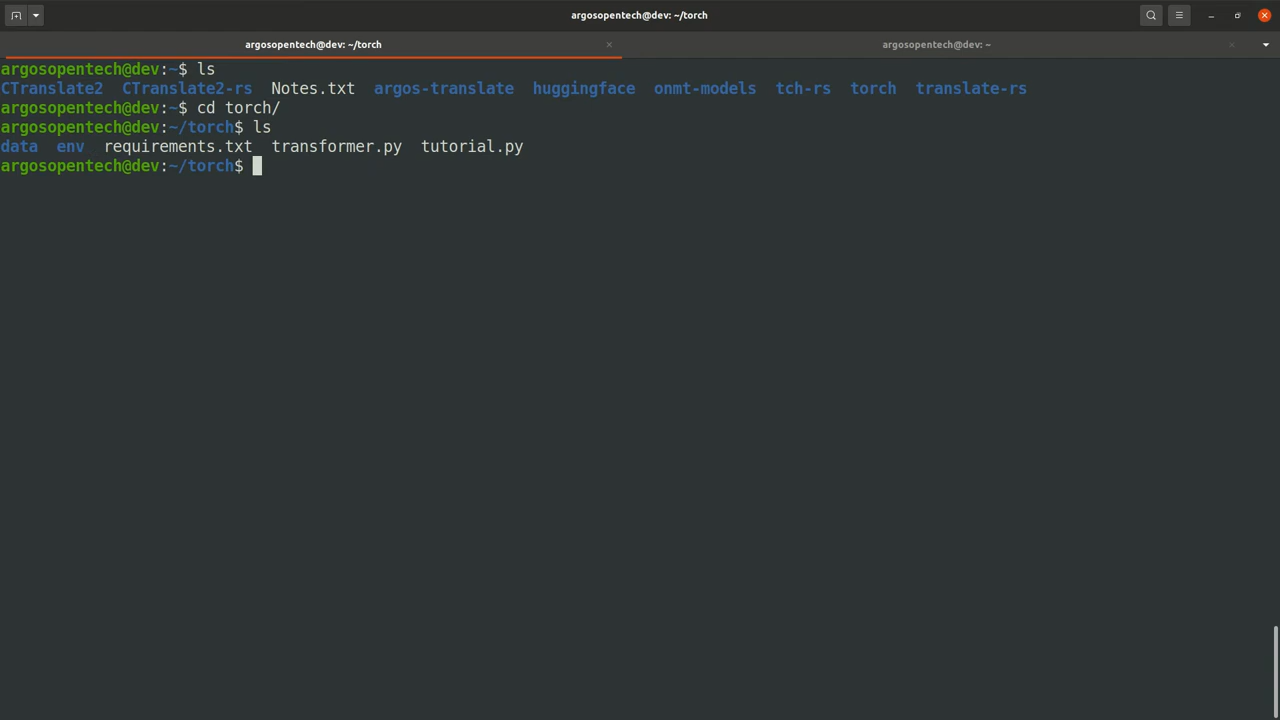 argosopentech@dev: ~/torch
argosopentech@dev: ~/torch argosopentech@dev: ~
argosopentech@dev:~$ ls
CTranslate2 CTranslate2-rs Notes.txt argos-translate huggingface onmt-models tch-rs torch translate-rs
argosopentech@dev:~$ cd torch/
argosopentech@dev:~/torch$ ls
data env requirements.txt transformer.py tutorial.py
argosopentech@dev:~/torch$